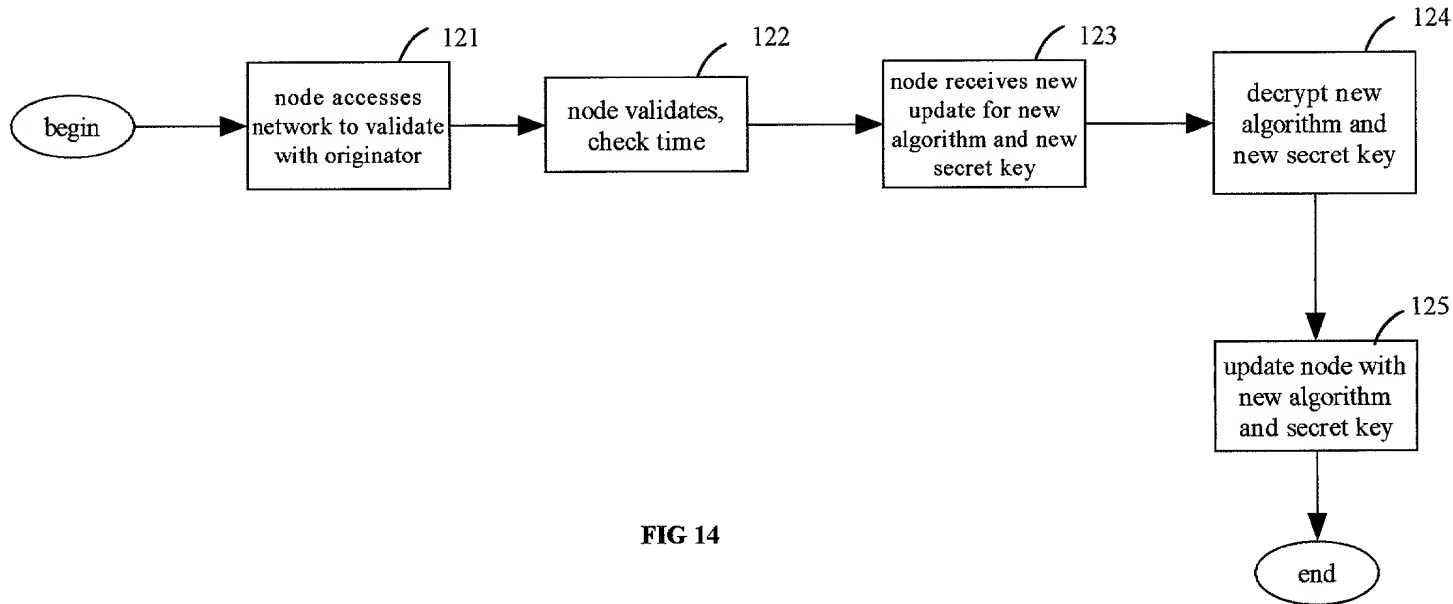 begin
121
node accesses
network to validate
with originator
122
node validates,
check time
123
node receives new
update for new
algorithm and new
secret key
124
decrypt new
algorithm and
new secret key
125
update node with
new algorithm
and secret key
end
FIG 14